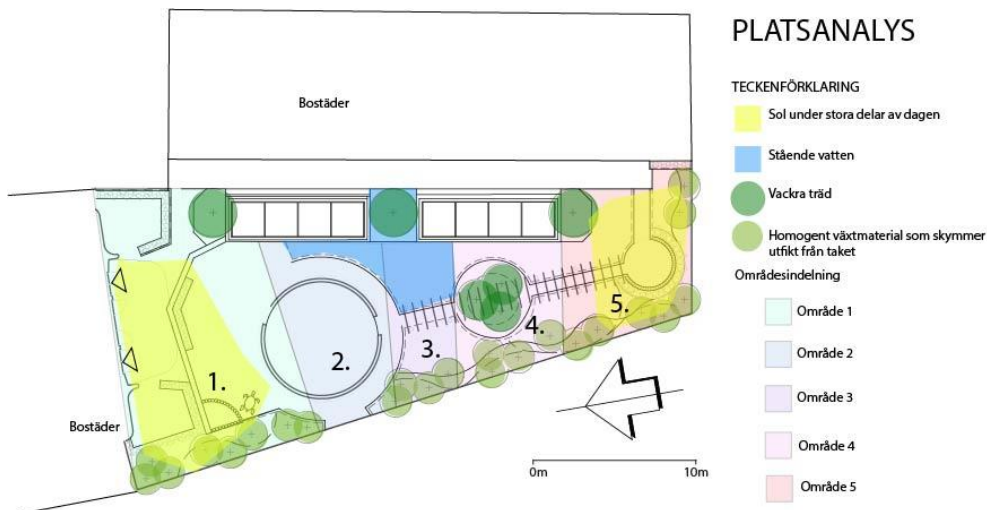 PLATSANALYS
TECKENFÖRKLARING
Sol under stora delar av dagen
Stående vatten
Vackra träd
Homogent växtmaterial som skymmer
utfikt från taket
Områdesindelning
Område 1
Område 2
Område 3
Område 4
Område 5
Bostäder
1.
2.
3.
4.
5.
Bostäder
0m
10m